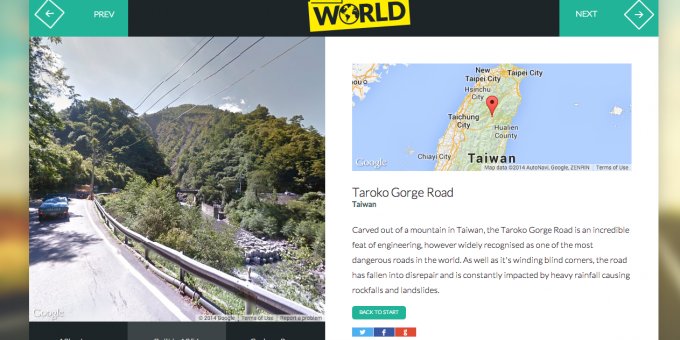 PREV
WORLD
NEXT
New
Taipei City
Taipei City
Hsinchu
City
Taichung
City
Hualien
County
Chiayi City
Taiwan
Google
Map data ©2014 AutoNavi, Google, ZENRIN
Terms of Use
Taroko Gorge Road
Taiwan
Carved out of a mountain in Taiwan, the Taroko Gorge Road is an incredible
feat of engineering, however widely recognised as one of the most
dangerous roads in the world. As well as it's winding blind corners, the road
has fallen into disrepair and is constantly impacted by heavy rainfall causing
rockfalls and landslides.
BACK TO START
Google
© 2014 Google
Terms of Use
Report a problem